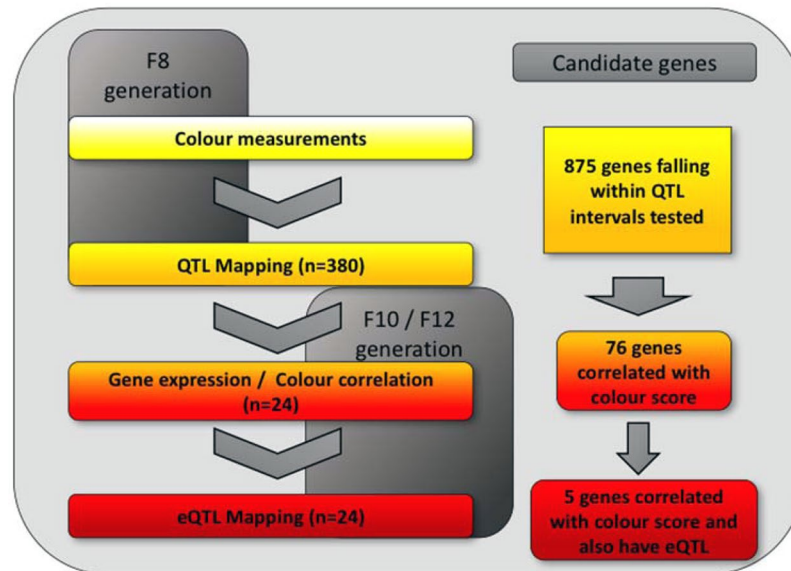 F8
generation
Colour measurements
QTL Mapping (n=380)
F10 / F12
generation
Gene expression / Colour correlation
(n=24)
eQTL Mapping (n=24)
Candidate genes
875 genes falling
within QTL
intervals tested
76 genes
correlated with
colour score
5 genes correlated
with colour score and
also have eQTL